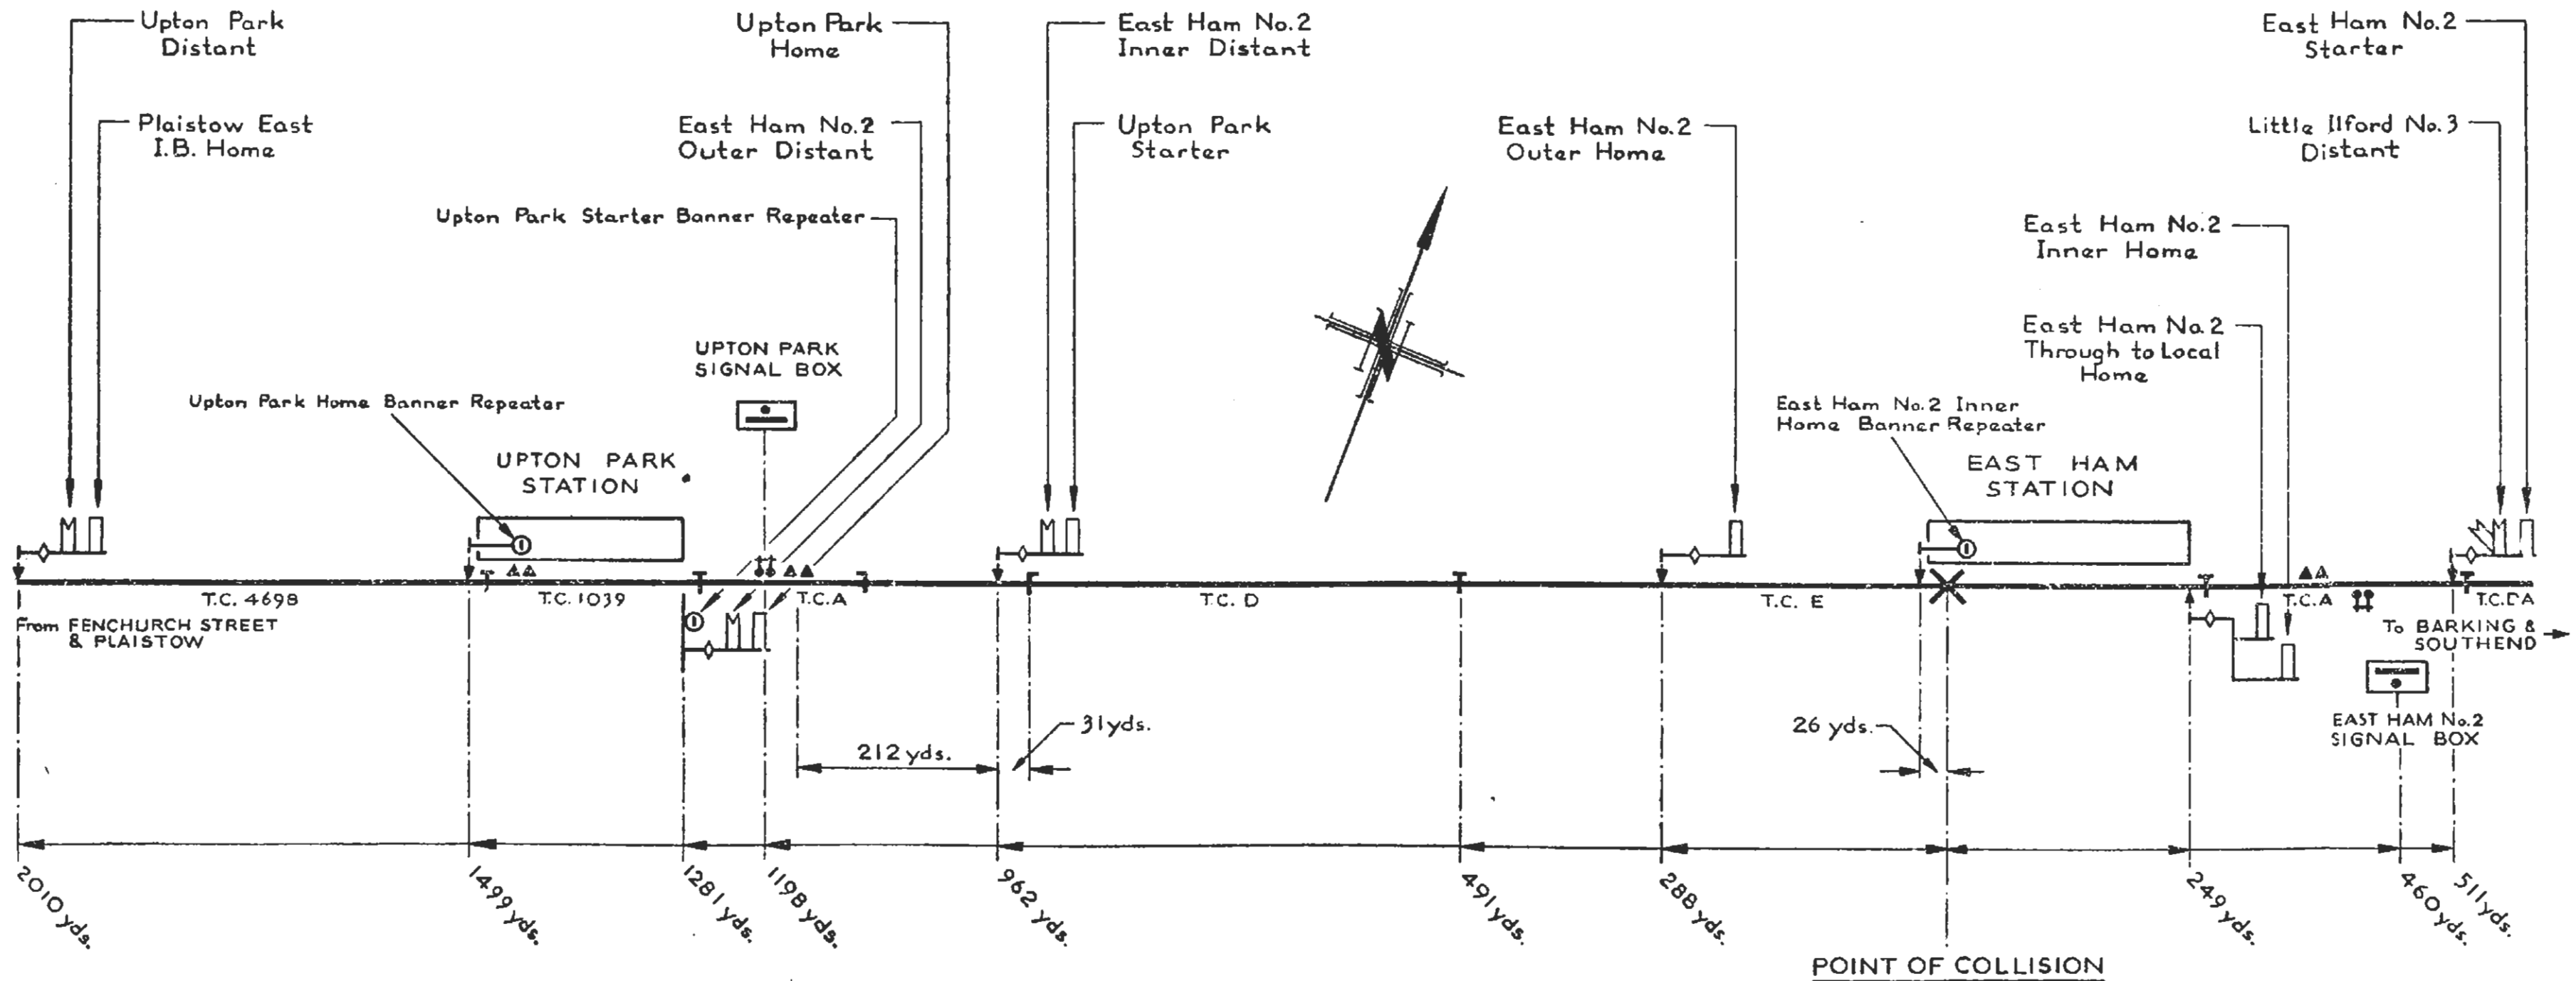 Upton Park
Distant
Upton Park
Home
East Ham No.2
Inner Distant
East Ham No.2
Starter
Plaistow East
I.B. Home
East Ham No.2
Outer Distant
Upton Park
Starter
East Ham No.2
Outer Home
Little Ilford No.3
Distant
Upton Park Starter Banner Repeater
East Ham No.2
Inner Home
UPTON PARK
SIGNAL BOX
East Ham No.2
Through to Local
Home
Upton Park Home Banner Repeater
East Ham No.2 Inner
Home Banner Repeater
UPTON PARK
STATION
EAST HAM
STATION
M
M
M
M
T.C. 4698
T.C. 1039
T.C.A
T.C. D
T.C. E
T.C.A
T.C.DA
From FENCHURCH STREET
& PLAISTOW
To BARKING &
SOUTHEND
EAST HAM No.2
SIGNAL BOX
31yds.
212 yds.
26 yds.
2010 yds.
1499 yds.
1281 yds.
1198 yds.
962 yds.
491 yds.
288 yds.
249 yds.
460 yds.
511 yds.
POINT OF COLLISION